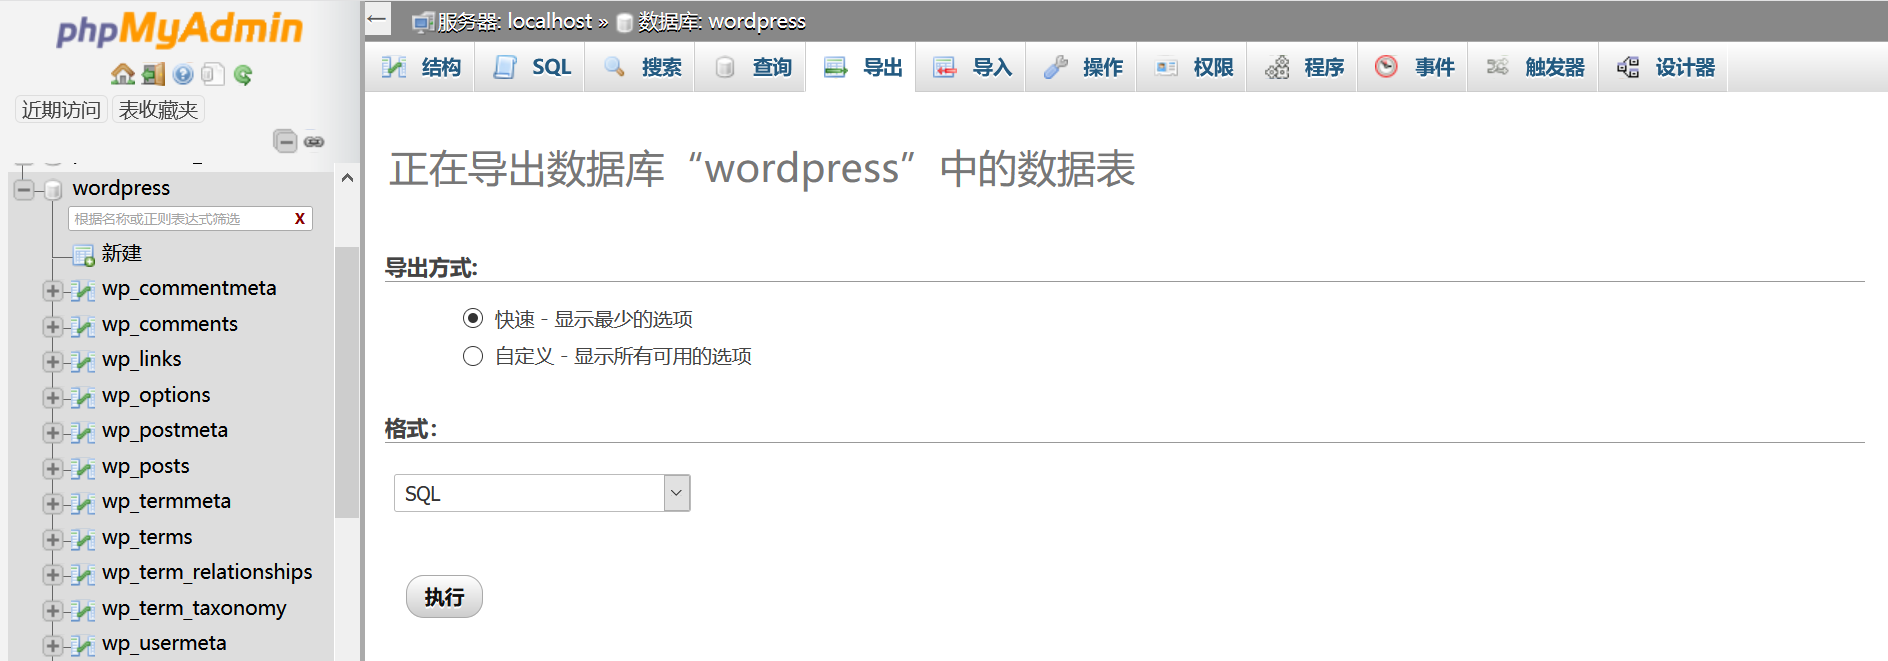 phpMyAdmin
近期访问 表收藏夹
wordpress
根据名称或正则表达式筛选 X
新建
wp_commentmeta
wp_comments
wp_links
wp_options
wp_postmeta
wp_posts
wp_termmeta
wp_terms
wp_term_relationships
wp_term_taxonomy
wp_usermeta
服务器: localhost » 数据库: wordpress
结构 SQL 搜索 查询 导出 导入 操作 权限 程序 事件 触发器 设计器
正在导出数据库“wordpress”中的数据表
导出方式:
快速 - 显示最少的选项
自定义 - 显示所有可用的选项
格式:
SQL
执行